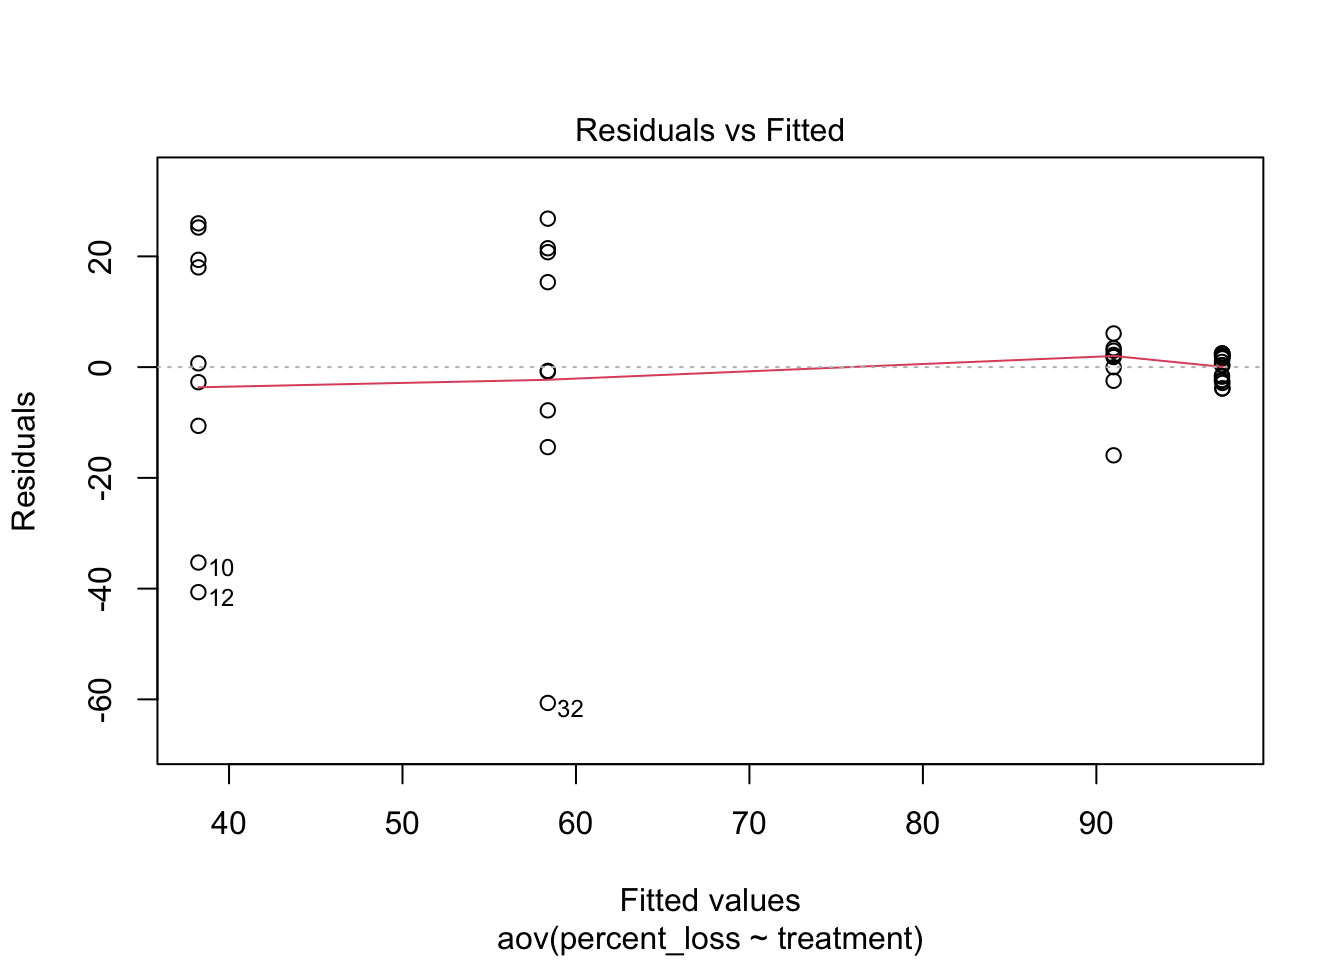 Residuals vs Fitted
Residuals
20
0
-20
-40
-60
10
12
32
40 50 60 70 80 90
Fitted values
aov(percent_loss ~ treatment)